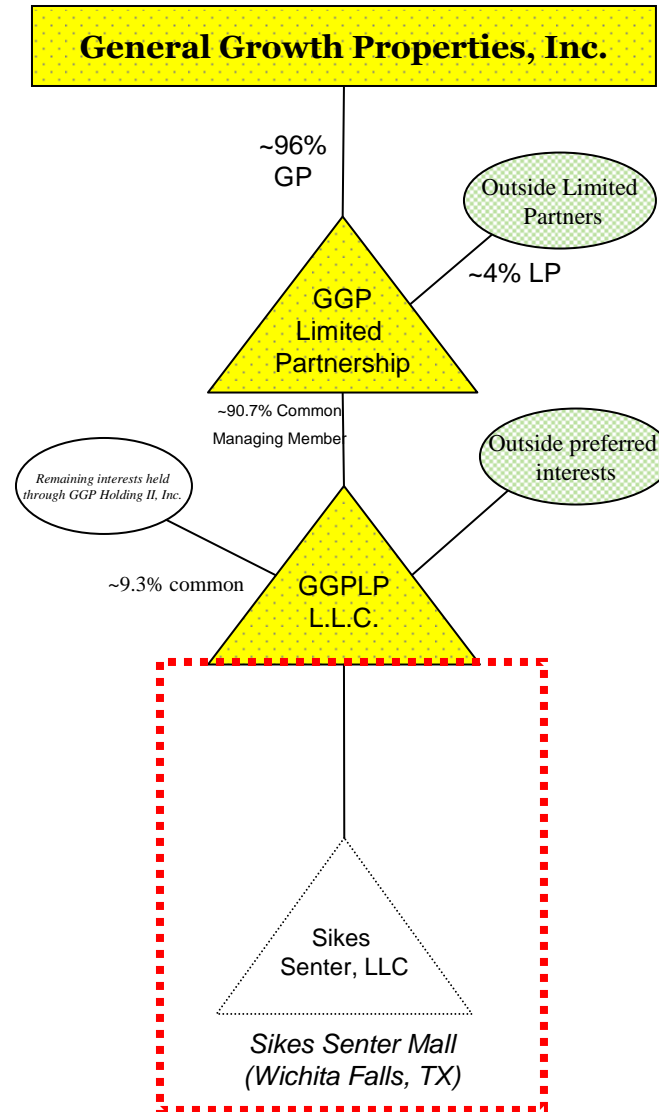 General Growth Properties, Inc.
~96%
GP
Outside Limited
Partners
~4% LP
GGP
Limited
Partnership
~90.7% Common
Managing Member
Outside preferred
interests
Remaining interests held
through GGP Holding II, Inc.
~9.3% common
GGPLP
L.L.C.
Sikes
Senter, LLC
Sikes Senter Mall
(Wichita Falls, TX)